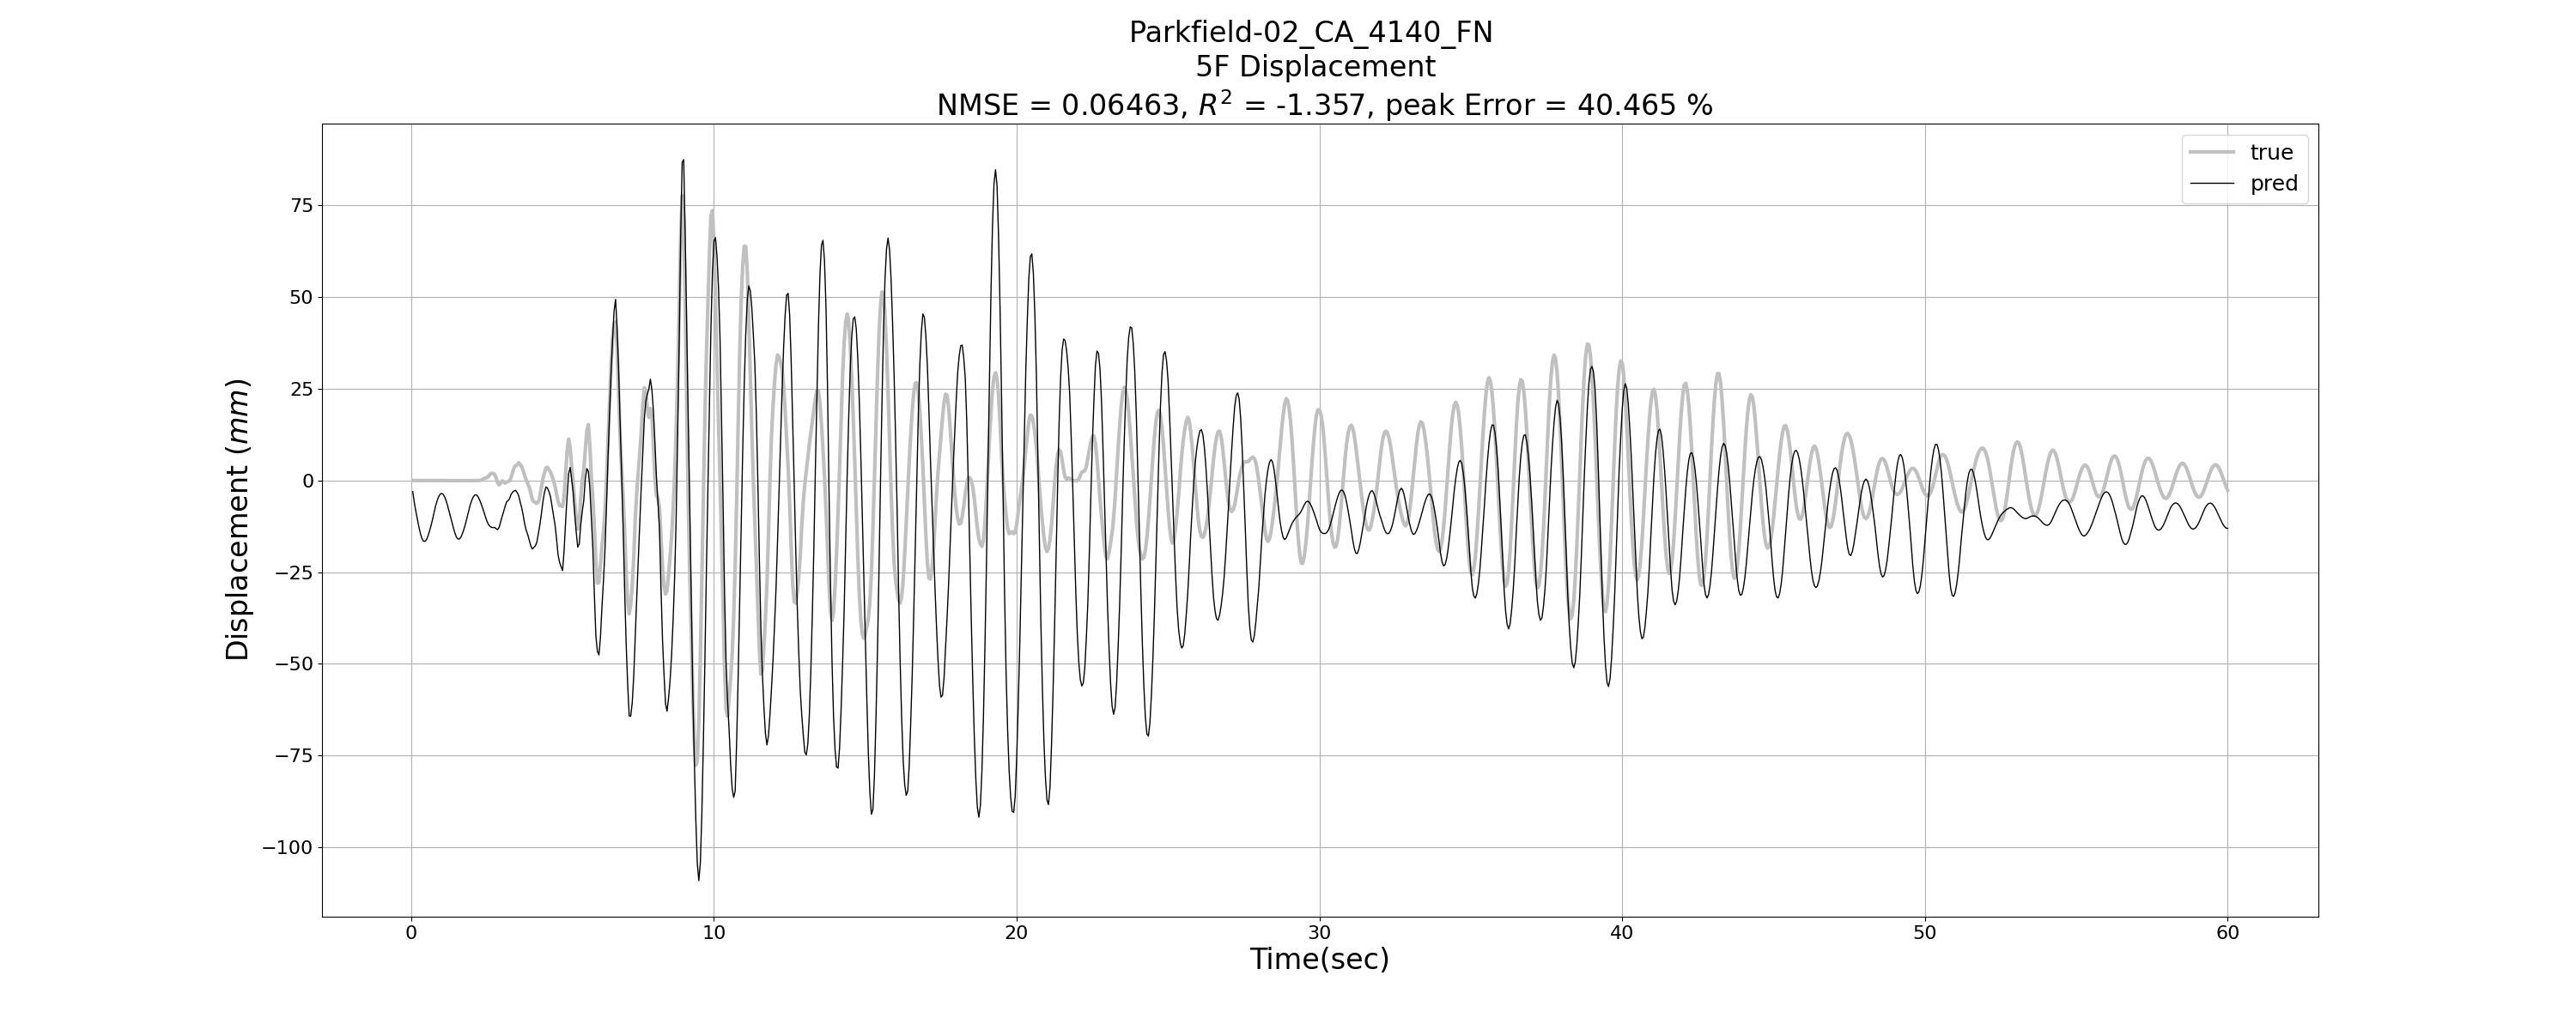 Parkfield-02_CA_4140_FN
5F Displacement
NMSE = 0.06463, R² = -1.357, peak Error = 40.465 %
true
pred
Displacement (mm)
75
50
25
0
−25
−50
−75
−100
0 10 20 30 40 50 60
Time(sec)